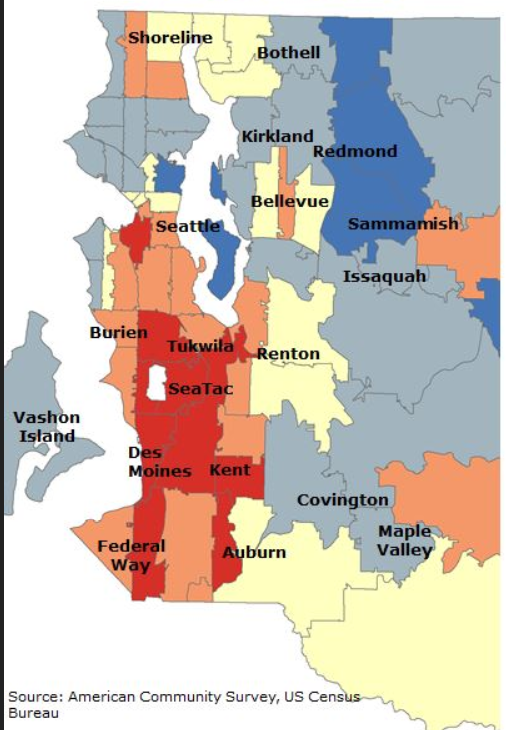 Shoreline
Bothell
Kirkland
Redmond
Bellevue
Sammamish
Seattle
Issaquah
Burien
Tukwila
Renton
SeaTac
Vashon
Island
Des
Moines
Kent
Covington
Maple
Valley
Federal
Way
Auburn
Source: American Community Survey, US Census
Bureau